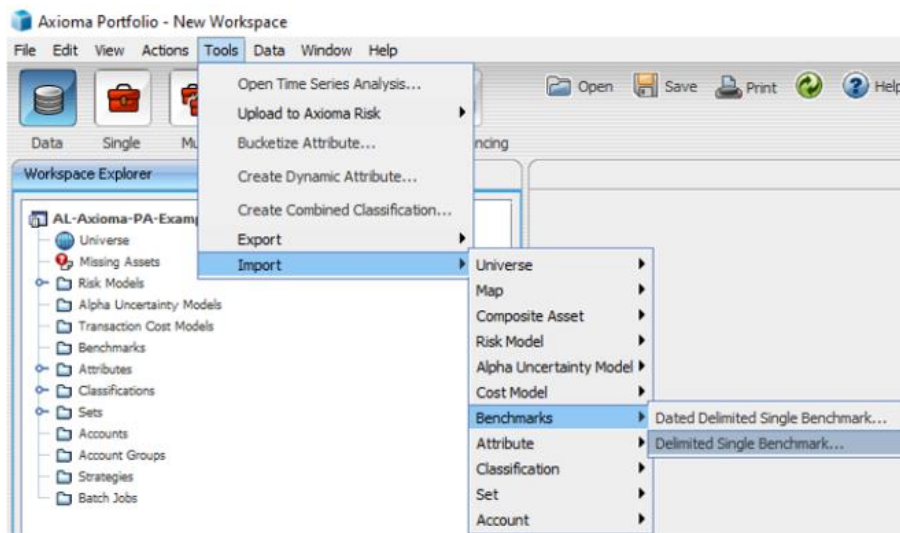 Axioma Portfolio - New Workspace
File Edit View Actions Tools Data Window Help
Open Time Series Analysis...
Upload to Axioma Risk
Bucketize Attribute...
Create Dynamic Attribute...
Create Combined Classification...
Export
Import
Open Save Print Help
Data Single Mu ncing
Workspace Explorer
AL-Axioma-PA-Examp
Universe
Missing Assets
Risk Models
Alpha Uncertainty Models
Transaction Cost Models
Benchmarks
Attributes
Classifications
Sets
Accounts
Account Groups
Strategies
Batch Jobs
Universe
Map
Composite Asset
Risk Model
Alpha Uncertainty Model
Cost Model
Benchmarks
Attribute
Classification
Set
Account
Dated Delimited Single Benchmark...
Delimited Single Benchmark...